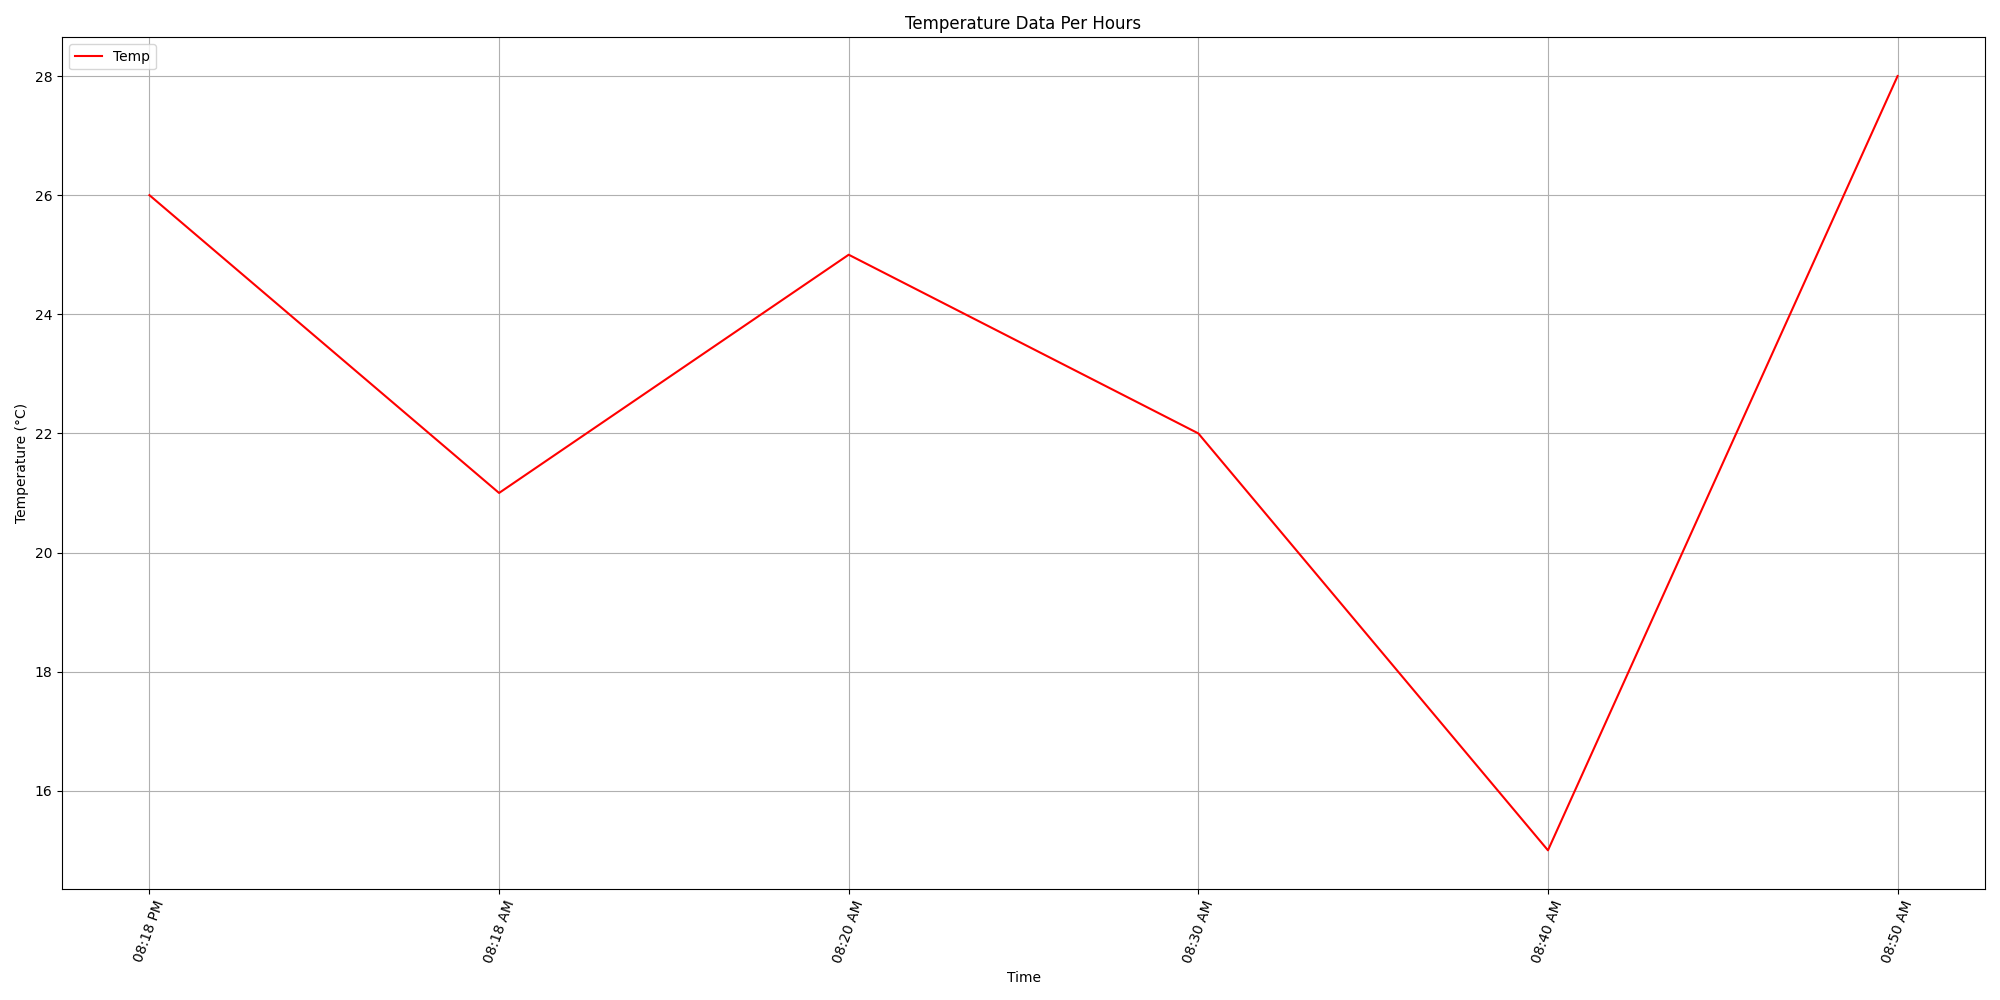 Temperature Data Per Hours
Temp
28
26
24
22
20
18
16
Temperature (°C)
08:18 PM
08:18 AM
08:20 AM
08:30 AM
08:40 AM
08:50 AM
Time